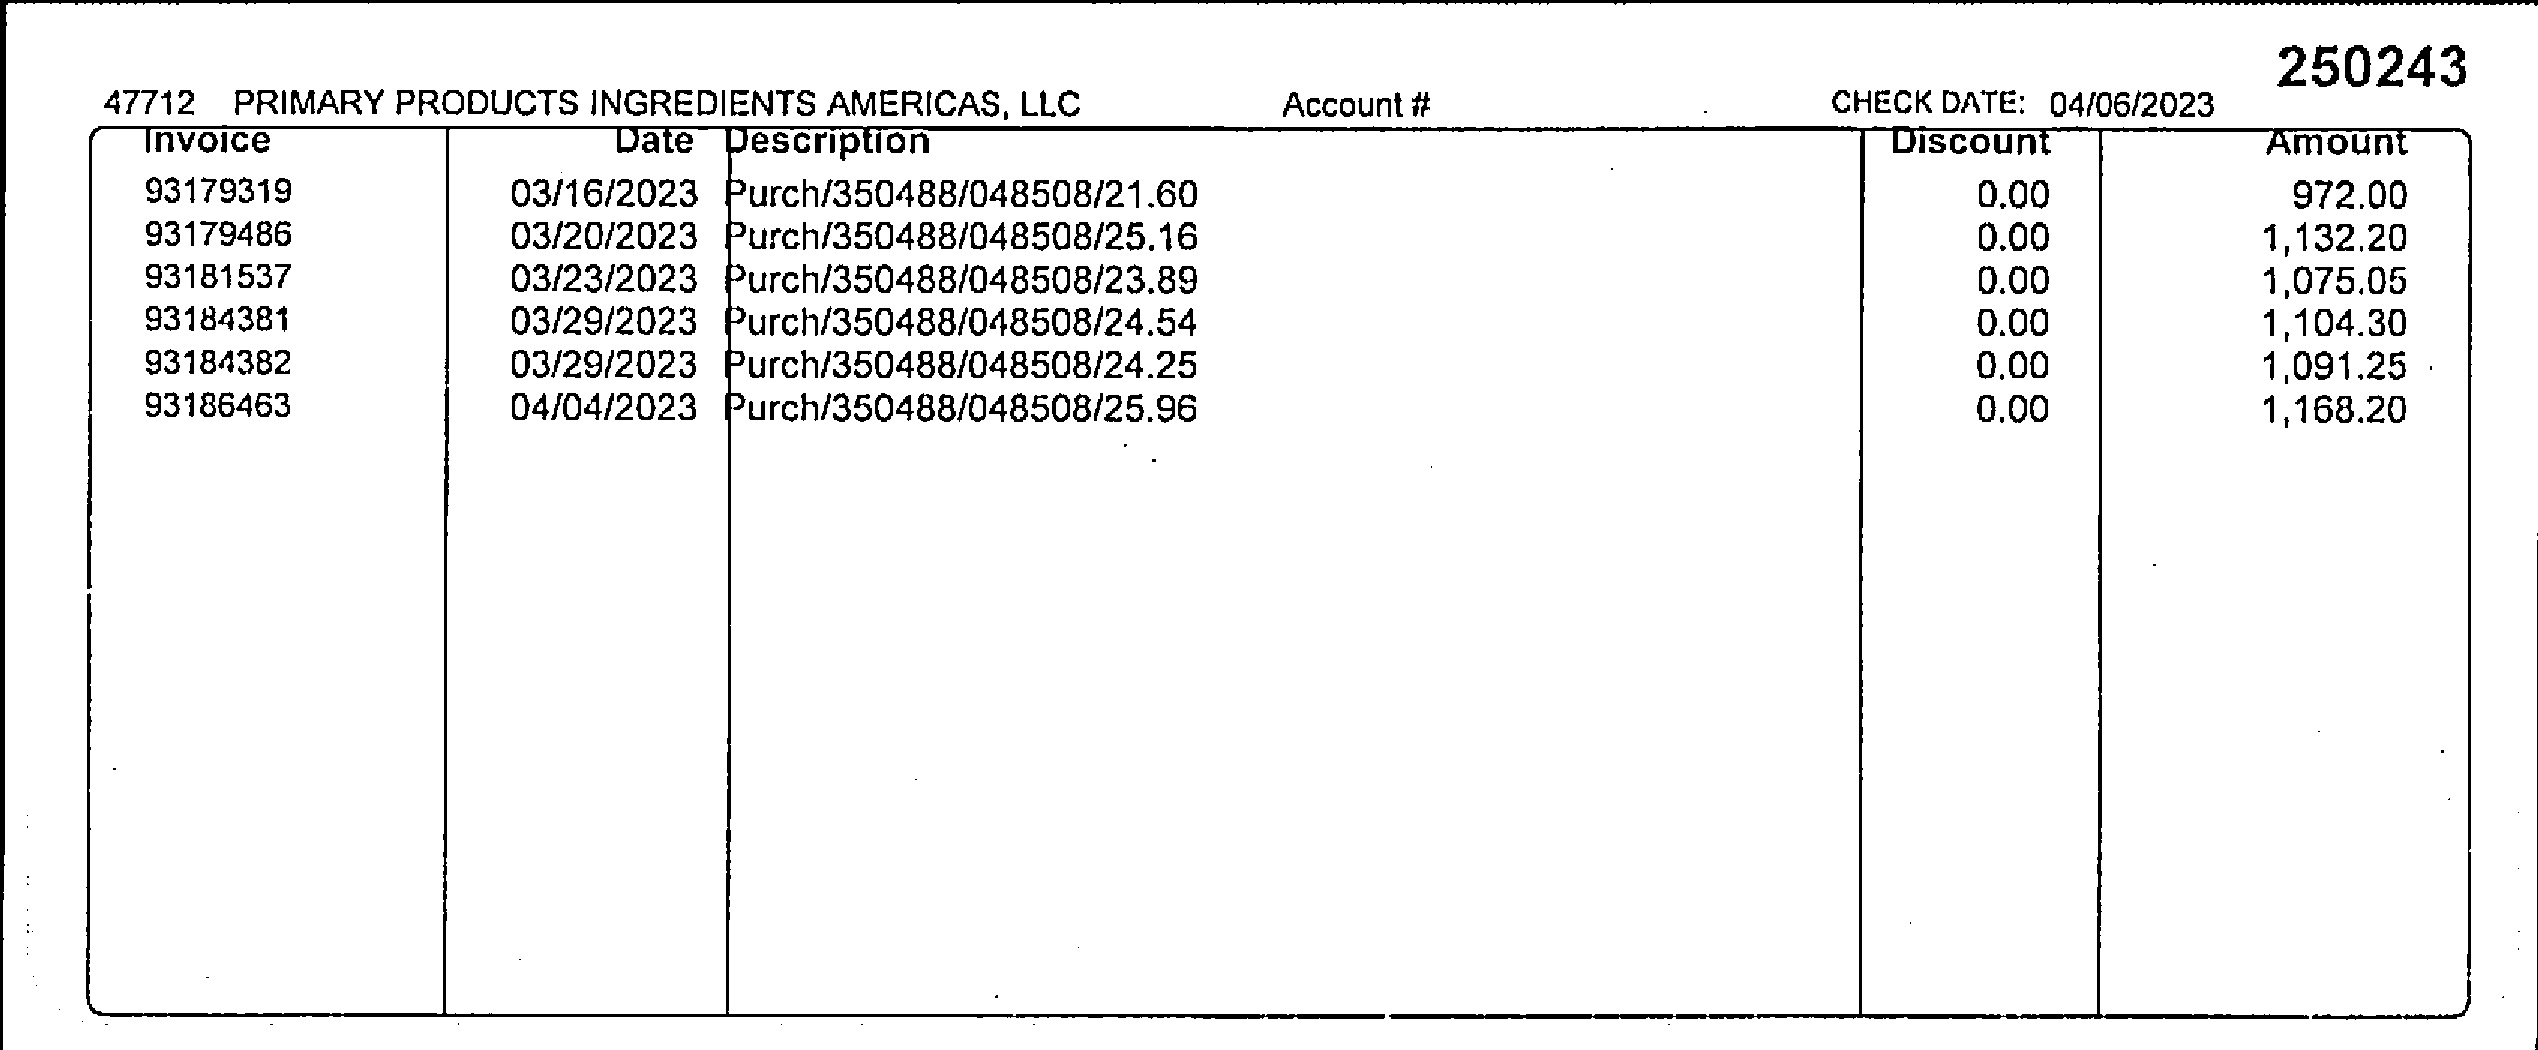 250243
47712 PRIMARY PRODUCTS INGREDIENTS AMERICAS, LLC Account # CHECK DATE: 04/06/2023
Invoice Date Description Discount Amount
93179319 03/16/2023 Purch/350488/048508/21.60 0.00 972.00
93179486 03/20/2023 Purch/350488/048508/25.16 0.00 1,132.20
93181537 03/23/2023 Purch/350488/048508/23.89 0.00 1,075.05
93184381 03/29/2023 Purch/350488/048508/24.54 0.00 1,104.30
93184382 03/29/2023 Purch/350488/048508/24.25 0.00 1,091.25
93186463 04/04/2023 Purch/350488/048508/25.96 0.00 1,168.20